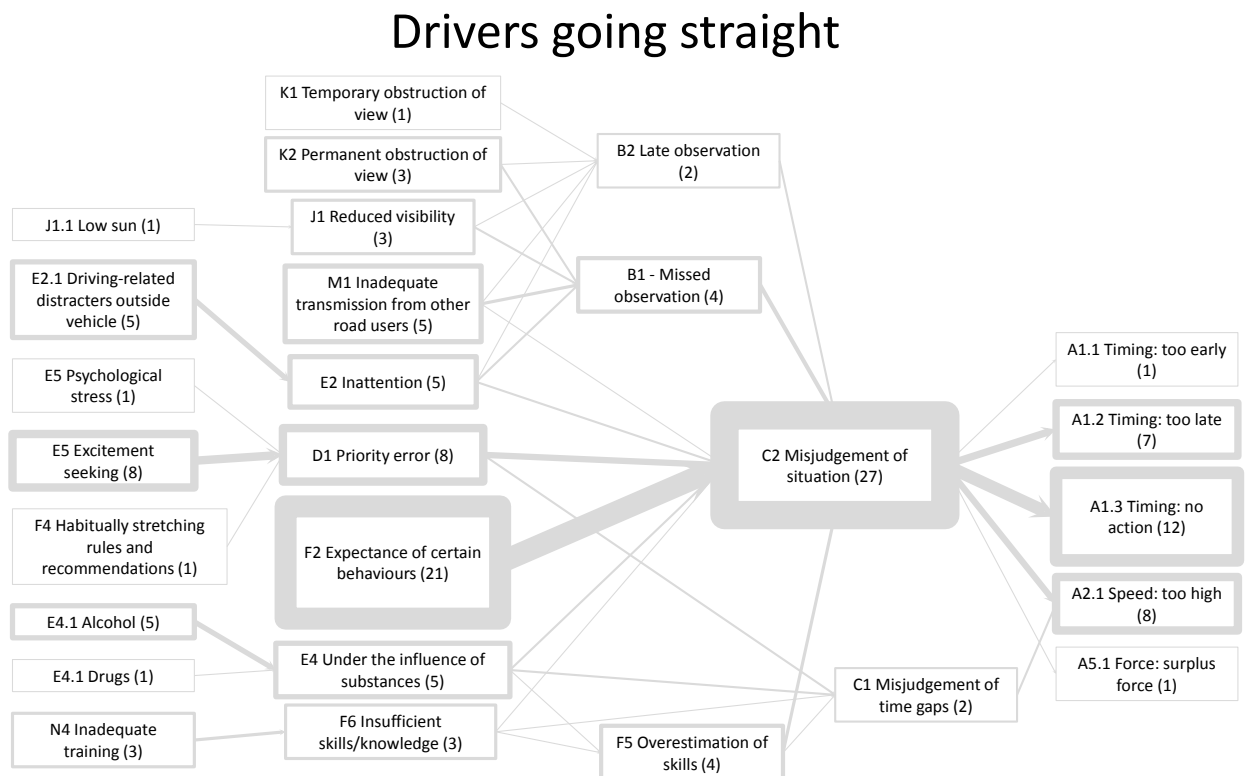 Drivers going straight
K1 Temporary obstruction of
view (1)
K2 Permanent obstruction of
view (3)
B2 Late observation
(2)
J1.1 Low sun (1)
J1 Reduced visibility
(3)
E2.1 Driving-related
distracters outside
vehicle (5)
M1 Inadequate
transmission from other
road users (5)
B1 - Missed
observation (4)
E5 Psychological
stress (1)
E2 Inattention (5)
A1.1 Timing: too early
(1)
E5 Excitement
seeking (8)
D1 Priority error (8)
C2 Misjudgement of
situation (27)
A1.2 Timing: too late
(7)
F4 Habitually stretching
rules and
recommendations (1)
F2 Expectance of certain
behaviours (21)
A1.3 Timing: no
action (12)
A2.1 Speed: too high
(8)
E4.1 Alcohol (5)
E4 Under the influence of
substances (5)
E4.1 Drugs (1)
C1 Misjudgement of
time gaps (2)
A5.1 Force: surplus
force (1)
N4 Inadequate
training (3)
F6 Insufficient
skills/knowledge (3)
F5 Overestimation of
skills (4)